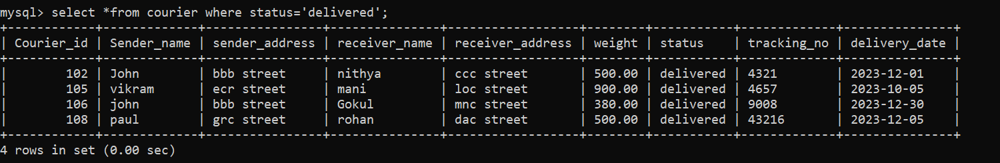 mysql> select *from courier where status='delivered';
+------------+-------------+----------------+---------------+------------------+--------+-----------+-------------+---------------+
| Courier_id | Sender_name | sender_address | receiver_name | receiver_address | weight | status    | tracking_no | delivery_date |
+------------+-------------+----------------+---------------+------------------+--------+-----------+-------------+---------------+
|        102 | John        | bbb street     | nithya        | ccc street       | 500.00 | delivered | 4321        | 2023-12-01    |
|        105 | vikram      | ecr street     | mani          | loc street       | 900.00 | delivered | 4657        | 2023-10-05    |
|        106 | john        | bbb street     | Gokul         | mnc street       | 380.00 | delivered | 9008        | 2023-12-30    |
|        108 | paul        | grc street     | rohan         | dac street       | 500.00 | delivered | 43216       | 2023-12-05    |
+------------+-------------+----------------+---------------+------------------+--------+-----------+-------------+---------------+
4 rows in set (0.00 sec)